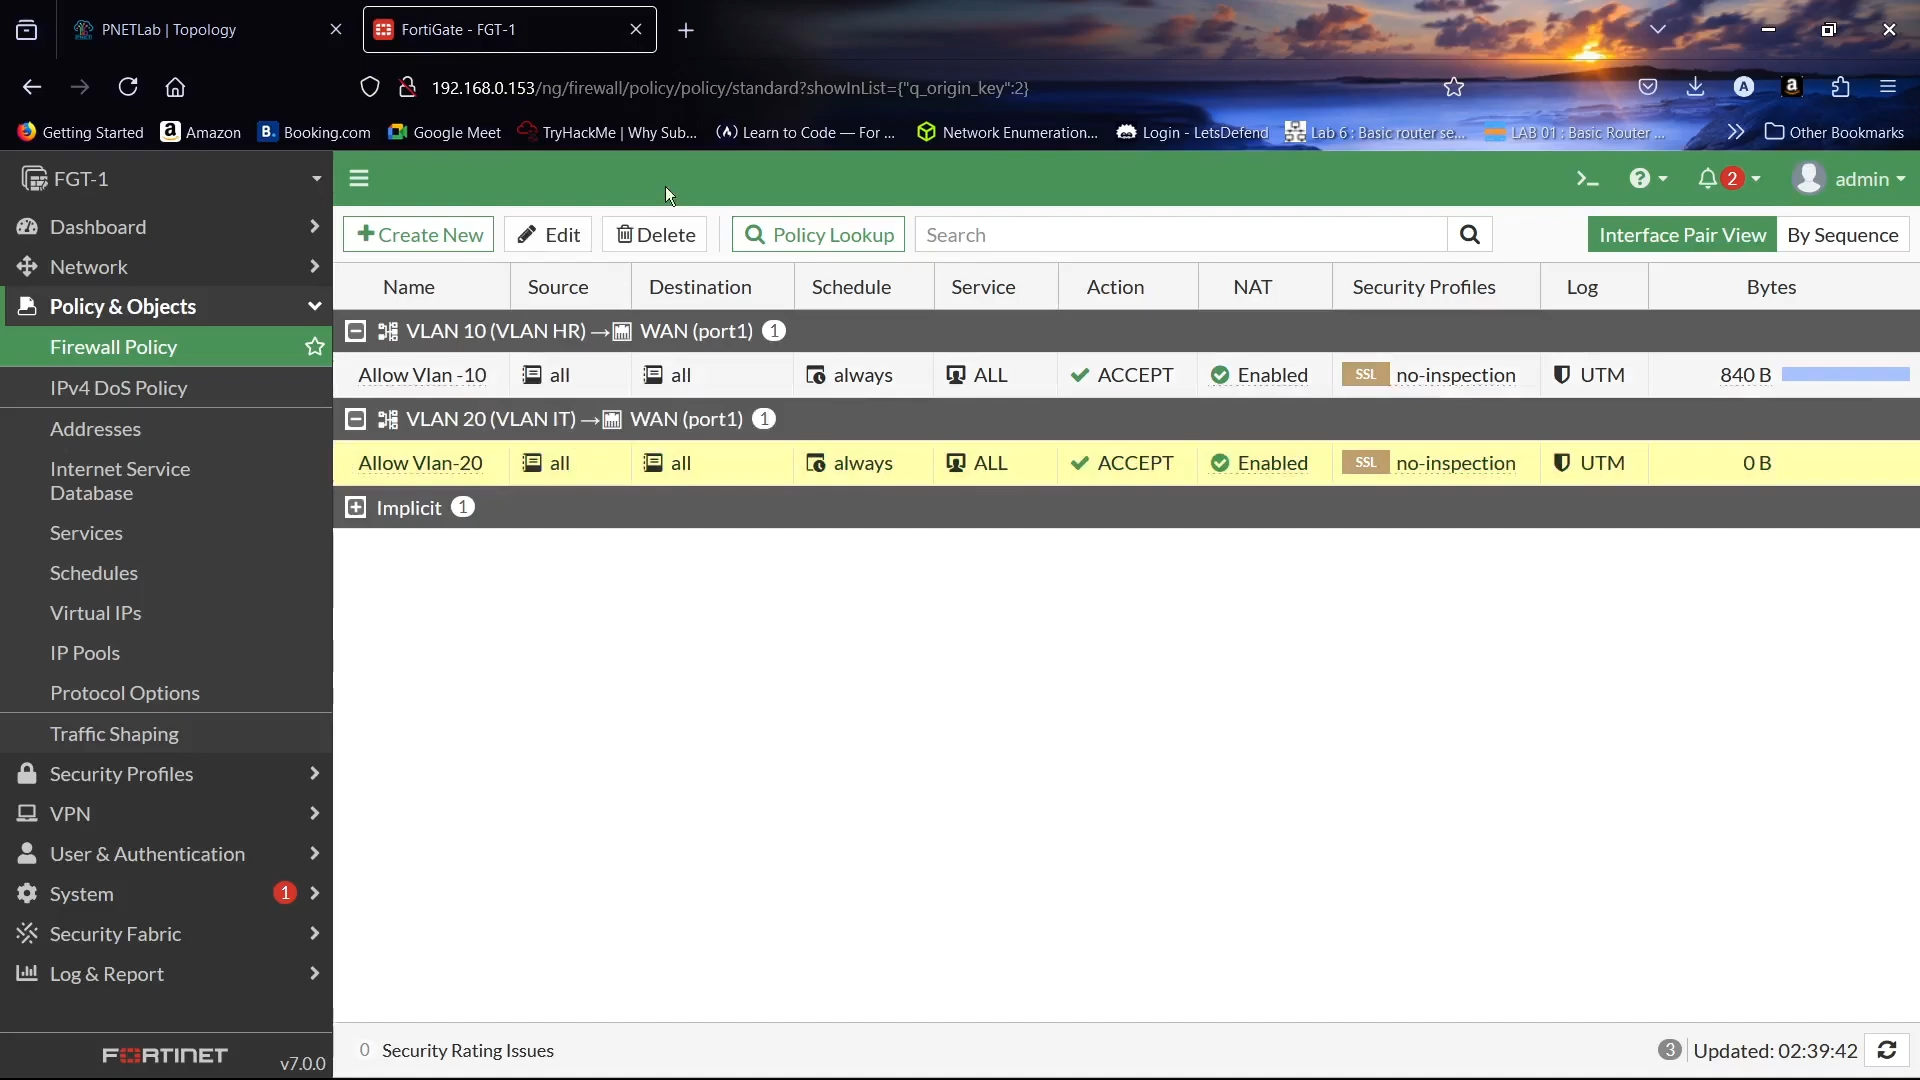 PNETLab | Topology
FortiGate - FGT-1
192.168.0.153/ng/firewall/policy/policy/standard?showInList={"q_origin_key":2}
Getting Started
Amazon
Booking.com
Google Meet
TryHackMe | Why Sub...
Learn to Code — For ...
Network Enumeration...
Login - LetsDefend
Lab 6 : Basic router se...
LAB 01 : Basic Router ...
Other Bookmarks
FGT-1
2
admin
Dashboard
Network
Policy & Objects
Firewall Policy
IPv4 DoS Policy
Addresses
Internet Service
Database
Services
Schedules
Virtual IPs
IP Pools
Protocol Options
Traffic Shaping
Security Profiles
VPN
User & Authentication
System 1
Security Fabric
Log & Report
FORTINET v7.0.0
Create New Edit Delete Policy Lookup Search Interface Pair View By Sequence
Name Source Destination Schedule Service Action NAT Security Profiles Log Bytes
VLAN 10 (VLAN HR) → WAN (port1) 1
Allow Vlan -10 all all always ALL ACCEPT Enabled SSL no-inspection UTM 840 B
VLAN 20 (VLAN IT) → WAN (port1) 1
Allow Vlan-20 all all always ALL ACCEPT Enabled SSL no-inspection UTM 0 B
Implicit 1
0 Security Rating Issues
3 Updated: 02:39:42